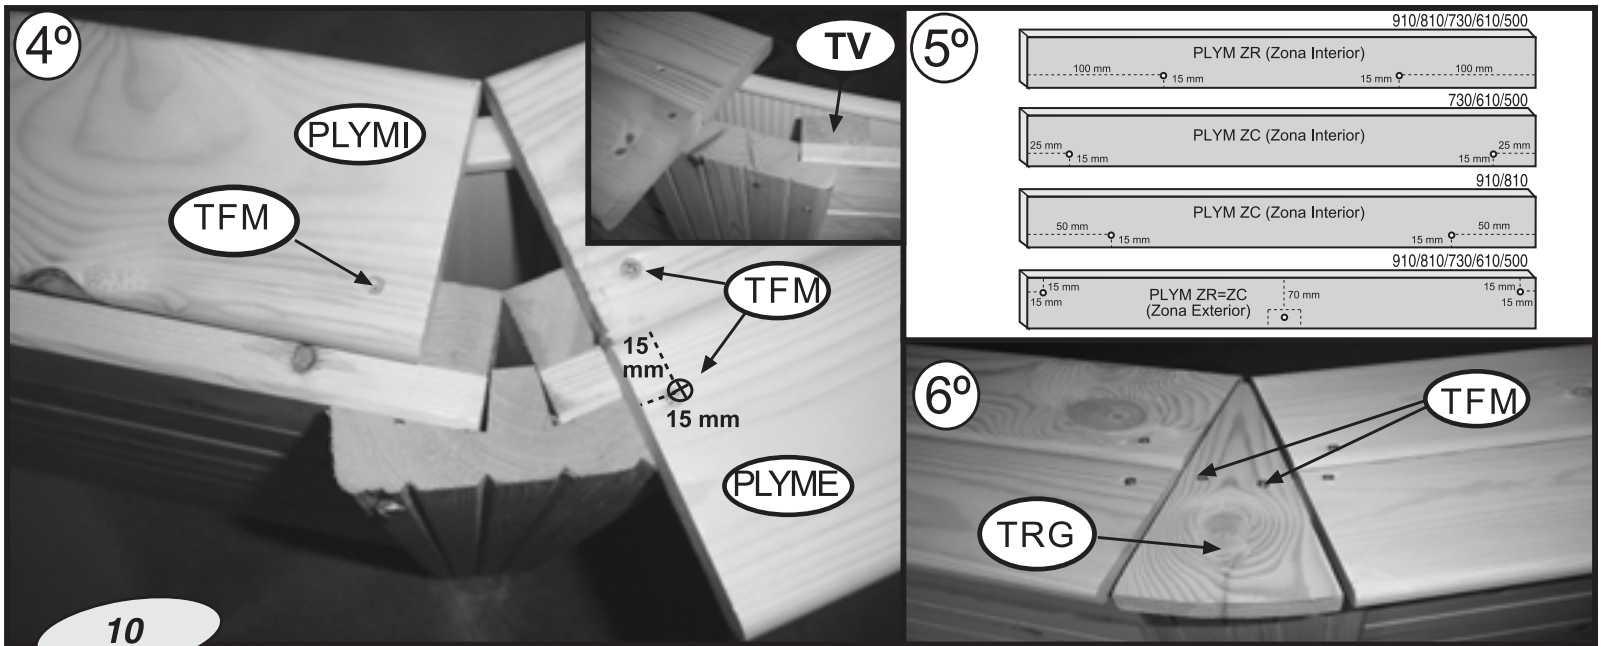 4º
PLYMI
TFM
TV
TFM
15
mm
15 mm
PLYME
10
5º
910/810/730/610/500
PLYM ZR (Zona Interior)
100 mm
15 mm
15 mm
100 mm
730/610/500
PLYM ZC (Zona Interior)
25 mm
15 mm
15 mm
25 mm
910/810
PLYM ZC (Zona Interior)
50 mm
15 mm
15 mm
50 mm
910/810/730/610/500
15 mm
15 mm
PLYM ZR=ZC
(Zona Exterior)
70 mm
15 mm
15 mm
6º
TFM
TRG